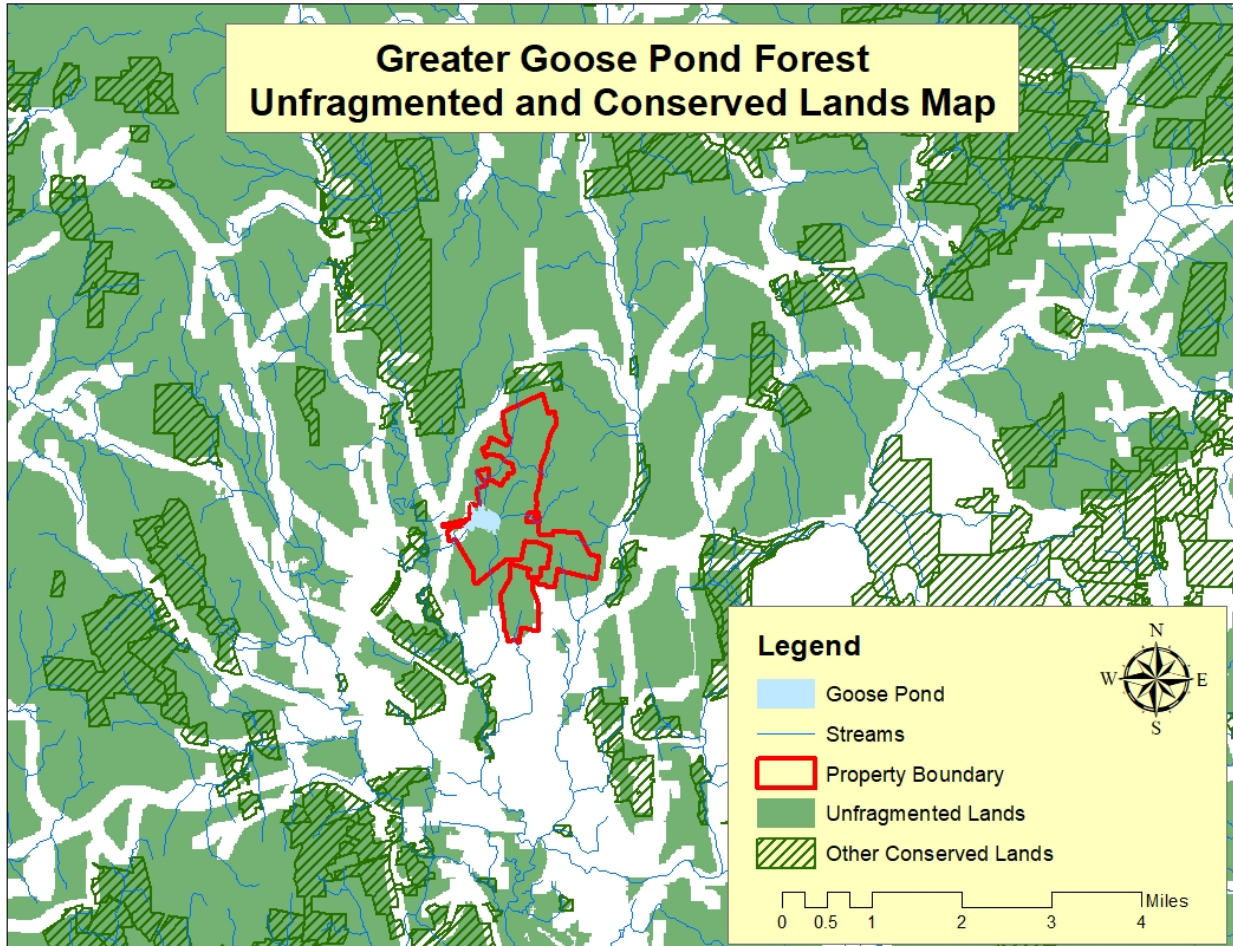 Greater Goose Pond Forest
Unfragmented and Conserved Lands Map
Legend
N
W E
S
Goose Pond
Streams
Property Boundary
Unfragmented Lands
Other Conserved Lands
Miles
0 0.5 1 2 3 4